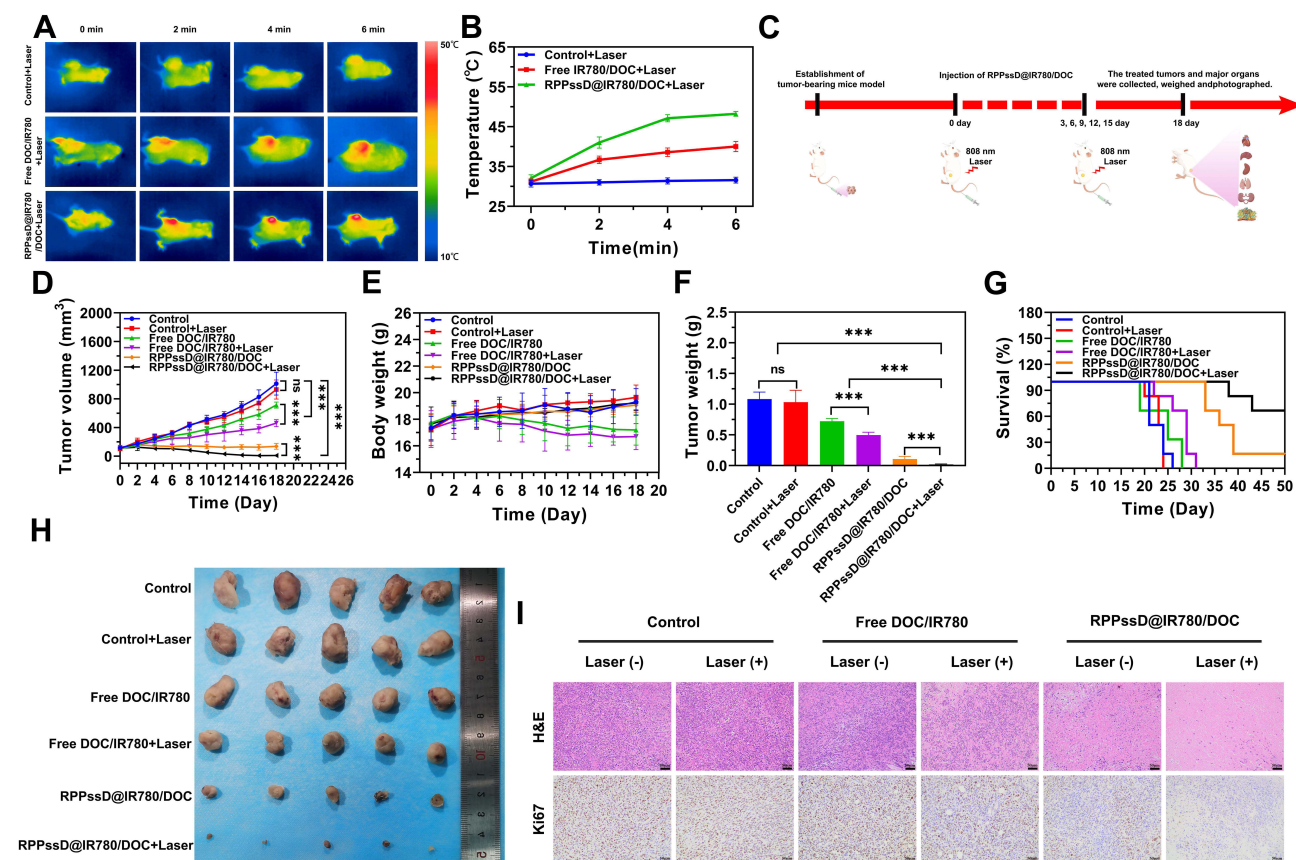 A
0 min
2 min
4 min
6 min
Control+Laser
Free DOC/IR780
+Laser
RPPssD@IR780
/DOC+Laser
50℃
10℃
B
Temperature (℃)
65
55
45
35
25
0
2
4
6
Time(min)
Control+Laser
Free IR780/DOC+Laser
RPPssD@IR780/DOC+Laser
C
Establishment of
tumor-bearing mice model
Injection of RPPssD@IR780/DOC
The treated tumors and major organs
were collected, weighed andphotographed.
0 day
3, 6, 9, 12, 15 day
18 day
808 nm
Laser
808 nm
Laser
D
Tumor volume (mm3)
2000
1600
1200
800
400
0
0 2 4 6 8 10 12 14 16 18 20 22 24 26
Time (Day)
Control
Control+Laser
Free DOC/IR780
Free DOC/IR780+Laser
RPPssD@IR780/DOC
RPPssD@IR780/DOC+Laser
ns
***
***
***
***
E
Body weight (g)
26
24
22
20
18
16
14
0 2 4 6 8 10 12 14 16 18 20
Time (Day)
Control
Control+Laser
Free DOC/IR780
Free DOC/IR780+Laser
RPPssD@IR780/DOC
RPPssD@IR780/DOC+Laser
F
Tumor weight (g)
2.5
2.0
1.5
1.0
0.5
0.0
ns
***
***
***
***
Control
Control+Laser
Free DOC/IR780
Free DOC/IR780+Laser
RPPssD@IR780/DOC
RPPssD@IR780/DOC+Laser
G
Survival (%)
180
150
120
90
60
30
0
0 5 10 15 20 25 30 35 40 45 50
Time (Day)
Control
Control+Laser
Free DOC/IR780
Free DOC/IR780+Laser
RPPssD@IR780/DOC
RPPssD@IR780/DOC+Laser
H
Control
Control+Laser
Free DOC/IR780
Free DOC/IR780+Laser
RPPssD@IR780/DOC
RPPssD@IR780/DOC+Laser
I
Control
Free DOC/IR780
RPPssD@IR780/DOC
Laser (-)
Laser (+)
Laser (-)
Laser (+)
Laser (-)
Laser (+)
H&E
Ki67